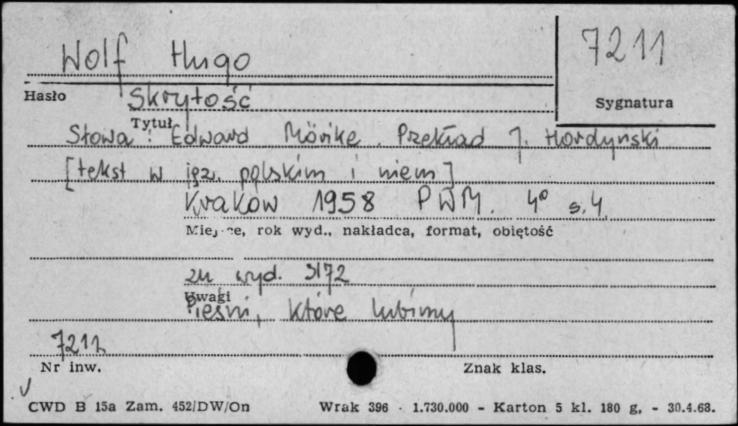 Wolf Hugo
7211
Hasło
Skrytość
Sygnatura
Tytuł
Słowa: Edward Mörike. Przekład J. Hordyński
[tekst w jęz. polskim i niem]
Kraków 1958 PWM. 4° s. 4
Miejsce, rok wyd., nakładca, format, obiętość
zn wyd. 3172
Uwagi
Pieśni, które lubimy
7211
Nr inw.
Znak klas.
CWD B 15a Zam. 452/DW/On Wrak 396 · 1.730.000 - Karton 5 kl. 180 g, - 30.4.68.